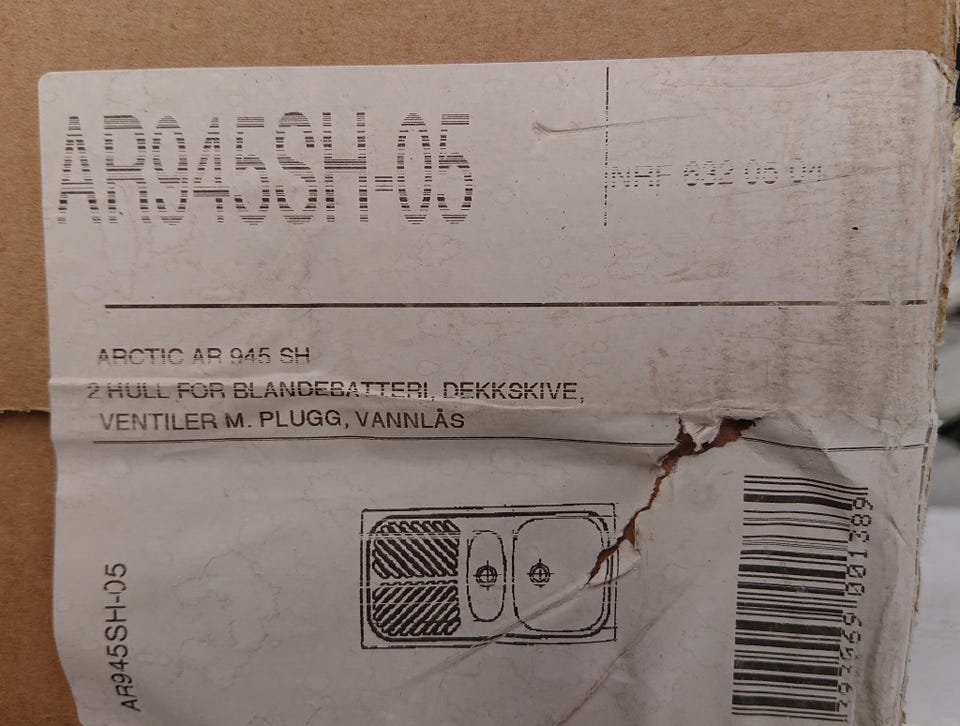 AR945SH-05
NRF 632 05 01
ARCTIC AR 945 SH
2 HULL FOR BLANDEBATTERI, DEKKSKIVE,
VENTILER M. PLUGG, VANNLÅS
AR945SH-05